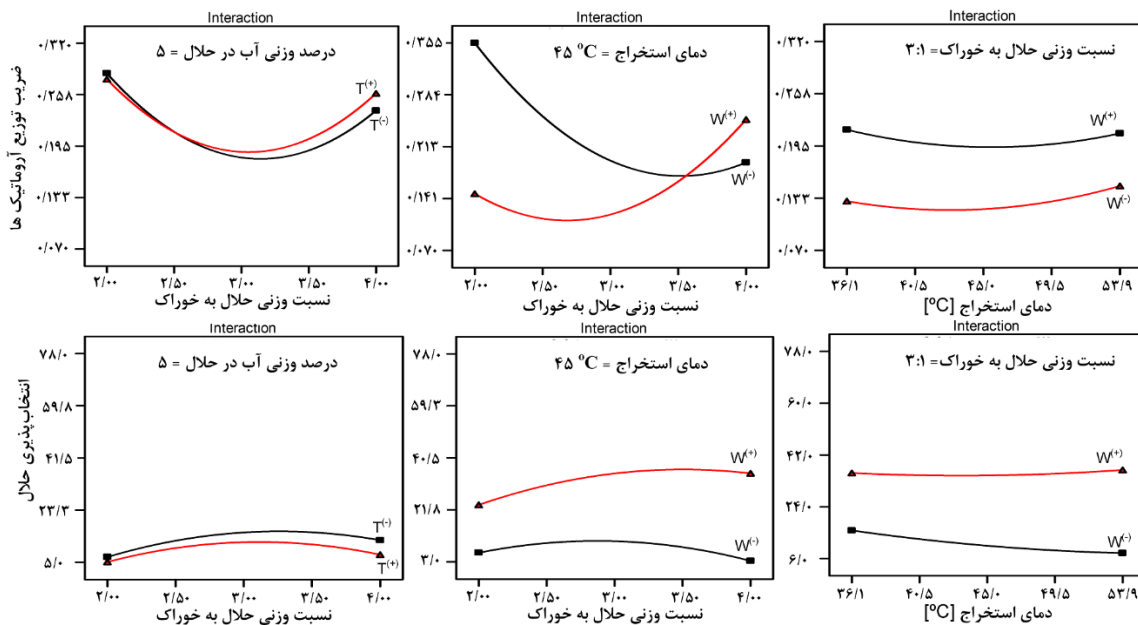 Interaction
درصد وزنی آب در حلال = ۵
ضریب توزیع آروماتیک ها
۰/۳۲۰
۰/۲۵۸
۰/۱۹۵
۰/۱۳۳
۰/۰۷۰
T(+)
T(-)
۲/۰۰ ۲/۵۰ ۳/۰۰ ۳/۵۰ ۴/۰۰
نسبت وزنی حلال به خوراک
Interaction
دمای استخراج = ۴۵ ºC
۰/۳۵۵
۰/۲۸۴
۰/۲۱۳
۰/۱۴۱
۰/۰۷۰
W(+)
W(-)
۲/۰۰ ۲/۵۰ ۳/۰۰ ۳/۵۰ ۴/۰۰
نسبت وزنی حلال به خوراک
Interaction
نسبت وزنی حلال به خوراک= ۳:۱
۰/۳۲۰
۰/۲۵۸
۰/۱۹۵
۰/۱۳۳
۰/۰۷۰
W(+)
W(-)
۳۶/۱ ۴۰/۵ ۴۵/۰ ۴۹/۵ ۵۳/۹
دمای استخراج [ºC]
Interaction
درصد وزنی آب در حلال = ۵
انتخاب‌پذیری حلال
۷۸/۰
۵۹/۸
۴۱/۵
۲۳/۳
۵/۰
T(-)
T(+)
۲/۰۰ ۲/۵۰ ۳/۰۰ ۳/۵۰ ۴/۰۰
نسبت وزنی حلال به خوراک
Interaction
دمای استخراج = ۴۵ ºC
۷۸/۰
۵۹/۳
۴۰/۵
۲۱/۸
۳/۰
W(+)
W(-)
۲/۰۰ ۲/۵۰ ۳/۰۰ ۳/۵۰ ۴/۰۰
نسبت وزنی حلال به خوراک
Interaction
نسبت وزنی حلال به خوراک= ۳:۱
۷۸/۰
۶۰/۰
۴۲/۰
۲۴/۰
۶/۰
W(+)
W(-)
۳۶/۱ ۴۰/۵ ۴۵/۰ ۴۹/۵ ۵۳/۹
دمای استخراج [ºC]